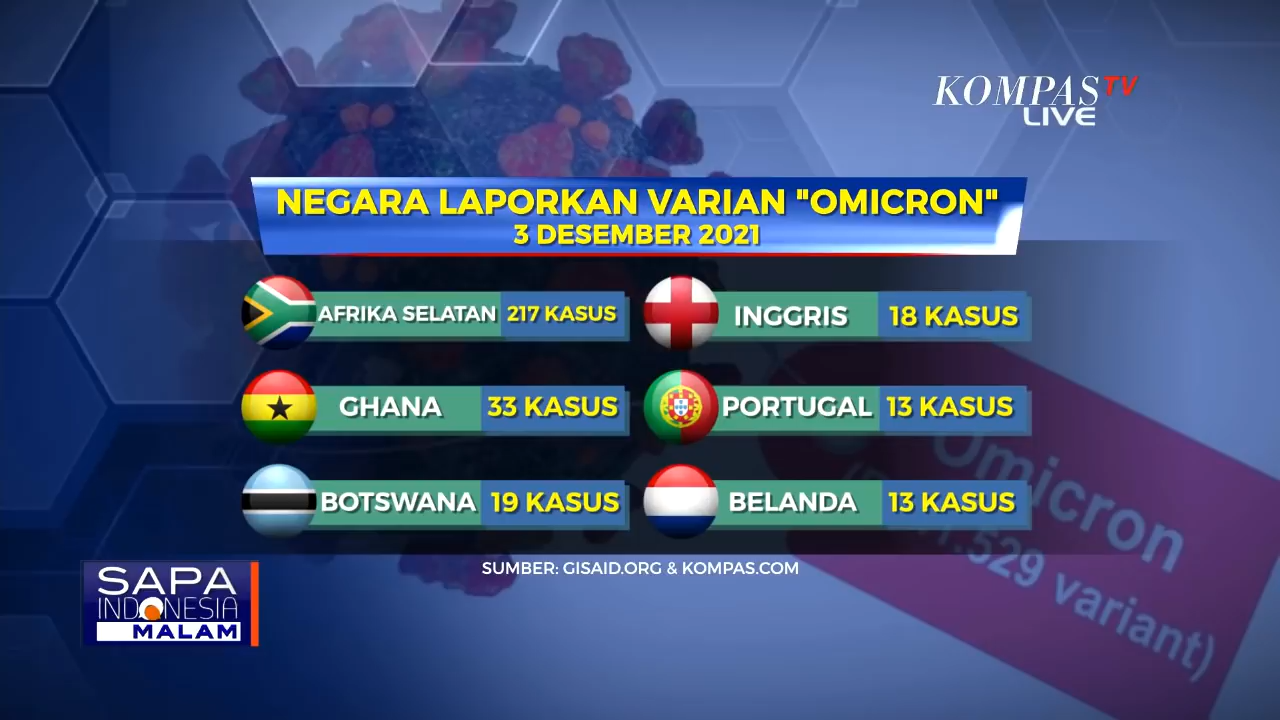 KOMPAS TV
LIVE
NEGARA LAPORKAN VARIAN "OMICRON"
3 DESEMBER 2021
AFRIKA SELATAN 217 KASUS
INGGRIS 18 KASUS
GHANA 33 KASUS
PORTUGAL 13 KASUS
BOTSWANA 19 KASUS
BELANDA 13 KASUS
SUMBER: GISAID.ORG & KOMPAS.COM
Omicron
.529 variant)
SAPA
INDONESIA
MALAM